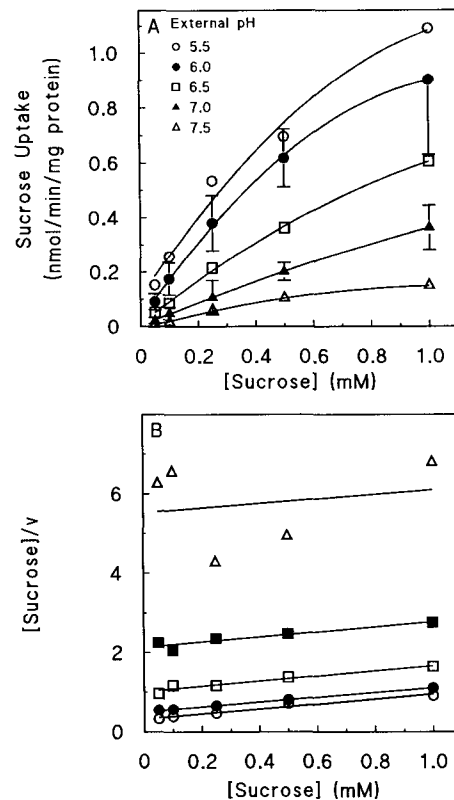 A External pH
○ 5.5
● 6.0
□ 6.5
▲ 7.0
△ 7.5
Sucrose Uptake
(nmol/min/mg protein)
1.0
0.8
0.6
0.4
0.2
0
0 0.2 0.4 0.6 0.8 1.0
[Sucrose] (mM)
B
[Sucrose]/v
6
4
2
0
0 0.2 0.4 0.6 0.8 1.0
[Sucrose] (mM)